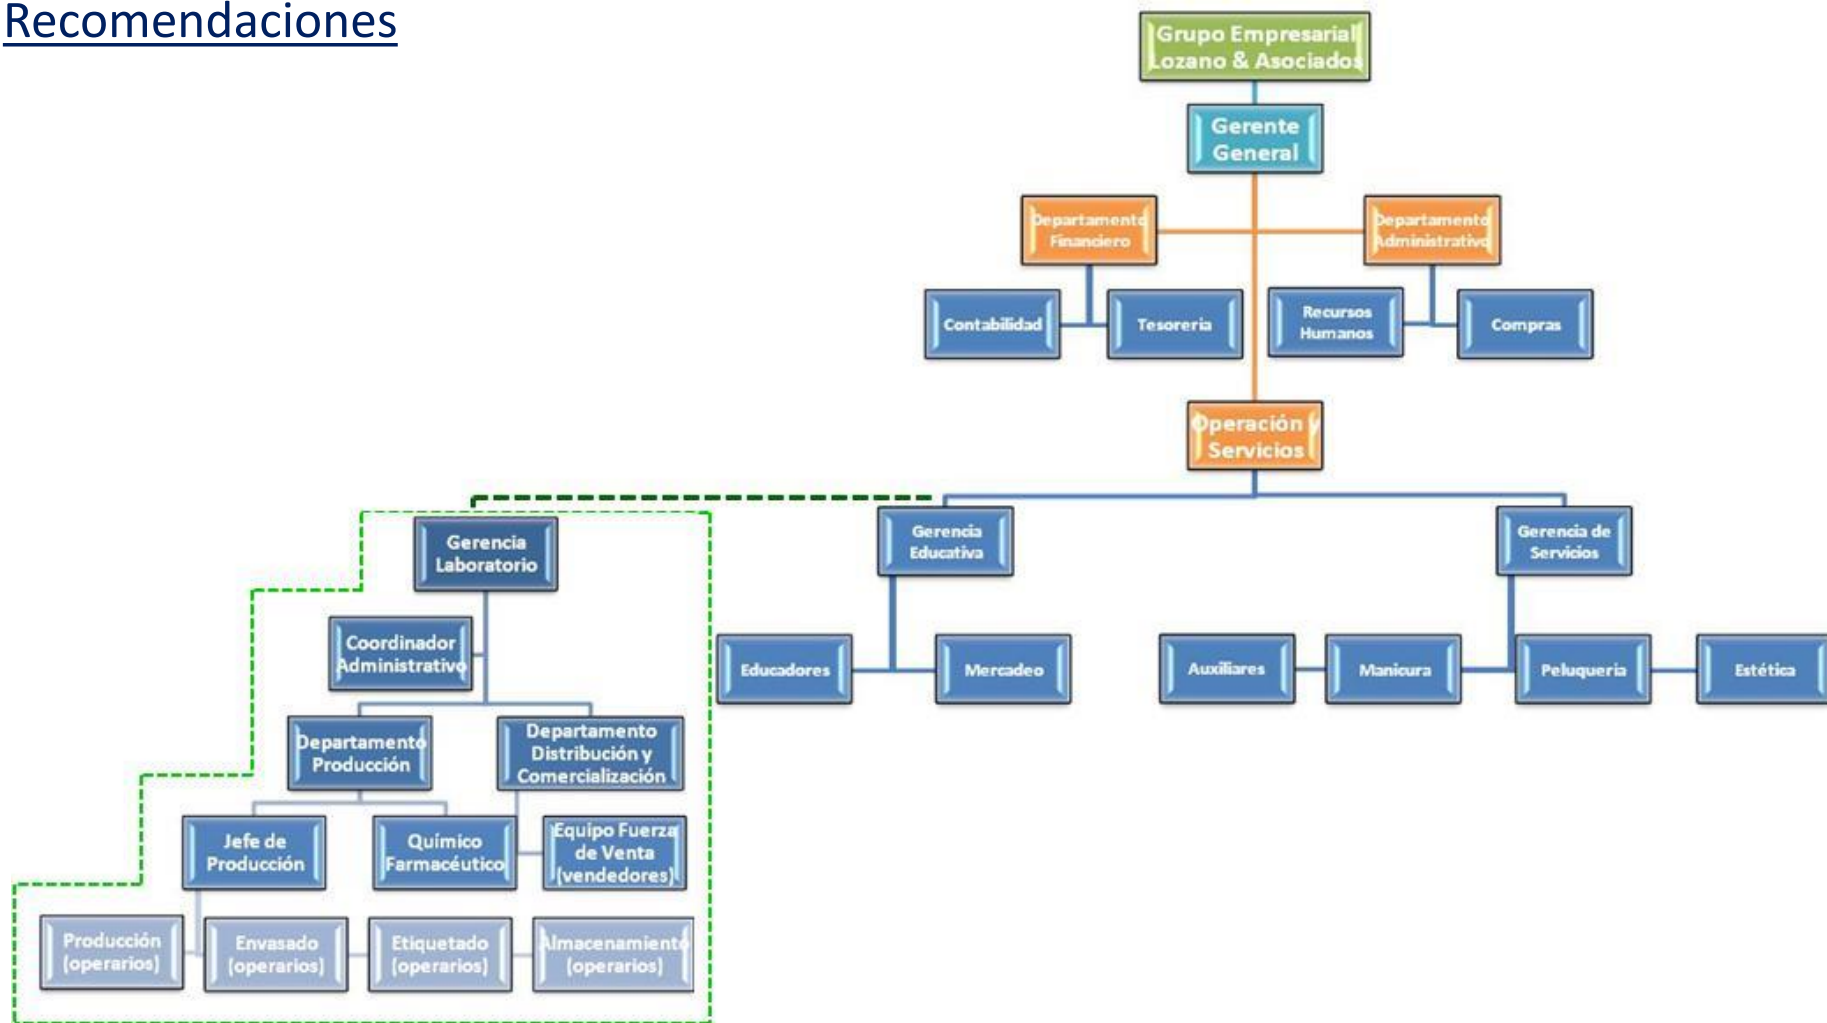 Recomendaciones
Grupo Empresarial
Lozano & Asociados
Gerente
General
Departamento
Financiero
Departamento
Administrativo
Contabilidad
Tesoreria
Recursos
Humanos
Compras
Operación y
Servicios
Gerencia
Laboratorio
Gerencia
Educativa
Gerencia de
Servicios
Coordinador
Administrativo
Educadores
Mercadeo
Auxiliares
Manicura
Peluqueria
Estética
Departamento
Producción
Departamento
Distribución y
Comercialización
Jefe de
Producción
Químico
Farmacéutico
Equipo Fuerza
de Venta
(vendedores)
Producción
(operarios)
Envasado
(operarios)
Etiquetado
(operarios)
Almacenamiento
(operarios)